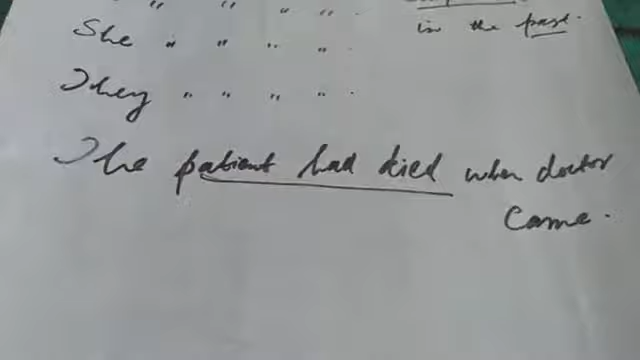 " " " " .
in the past.
She " " " " .
They " " " " .
The patient had died when doctor
came.